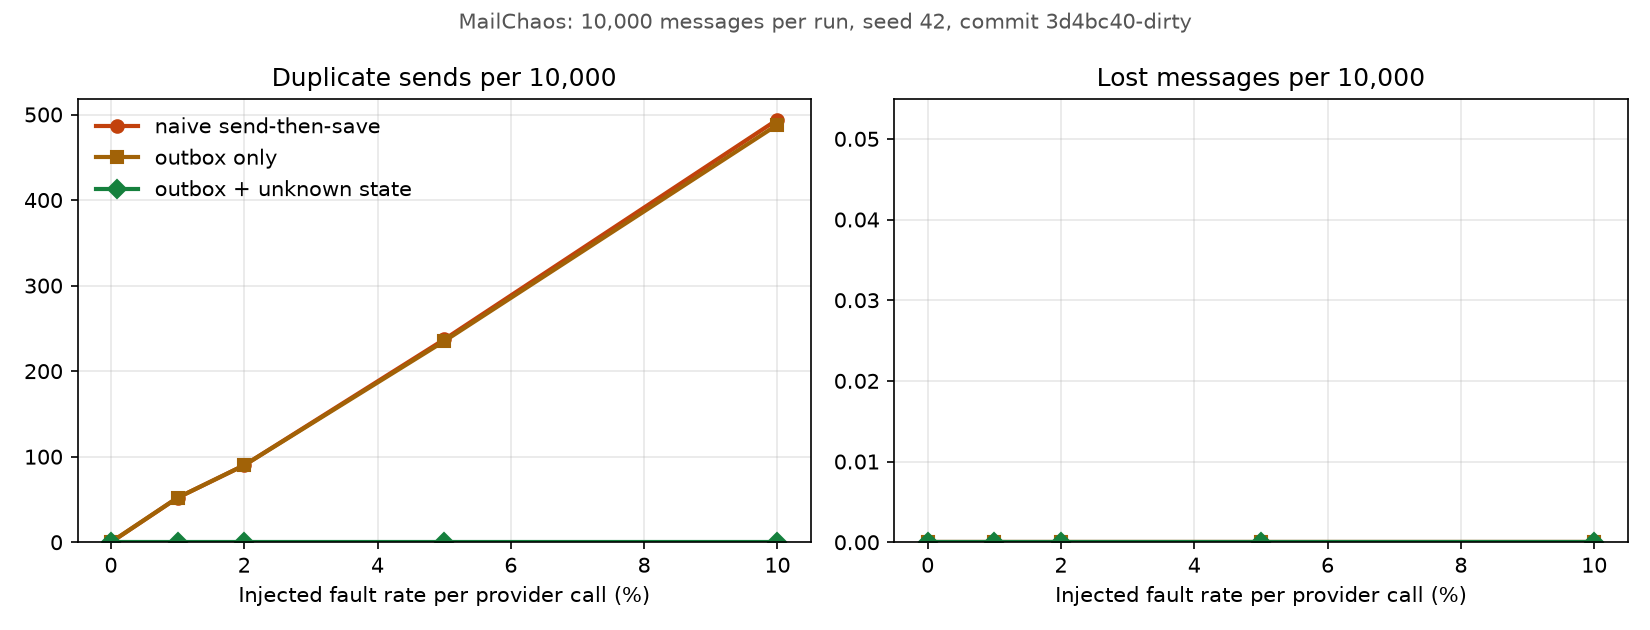 MailChaos: 10,000 messages per run, seed 42, commit 3d4bc40-dirty
Duplicate sends per 10,000
500
400
300
200
100
0
naive send-then-save
outbox only
outbox + unknown state
0 2 4 6 8 10
Injected fault rate per provider call (%)
Lost messages per 10,000
0.05
0.04
0.03
0.02
0.01
0.00
0 2 4 6 8 10
Injected fault rate per provider call (%)